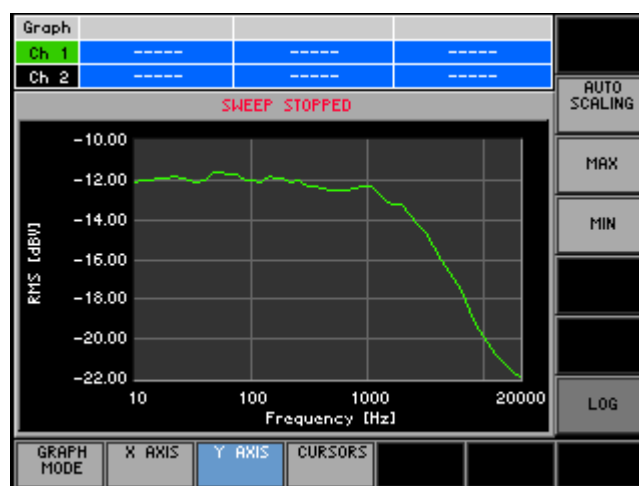 Graph
Ch 1 ----- ----- -----
Ch 2 ----- ----- -----
SWEEP STOPPED
AUTO
SCALING
MAX
MIN
LOG
RMS [dBV]
-10.00
-12.00
-14.00
-16.00
-18.00
-20.00
-22.00
10 100 1000 20000
Frequency [Hz]
GRAPH
MODE
X AXIS
Y AXIS
CURSORS